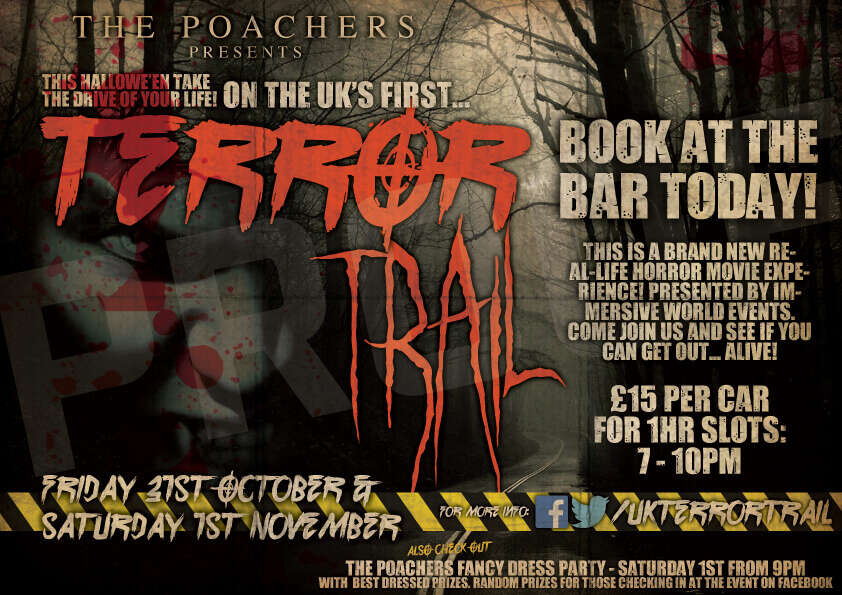 THE POACHERS
PRESENTS
THIS HALLOWE'EN TAKE
THE DRIVE OF YOUR LIFE! ON THE UK'S FIRST...
TERROR
TRAIL
BOOK AT THE
BAR TODAY!
THIS IS A BRAND NEW RE-
AL-LIFE HORROR MOVIE EXPE-
RIENCE! PRESENTED BY IM-
MERSIVE WORLD EVENTS.
COME JOIN US AND SEE IF YOU
CAN GET OUT... ALIVE!
£15 PER CAR
FOR 1HR SLOTS:
7 - 10PM
FRIDAY 31ST OCTOBER &
SATURDAY 1ST NOVEMBER
FOR MORE INFO: f /UKTERRORTRAIL
ALSO CHECK OUT
THE POACHERS FANCY DRESS PARTY - SATURDAY 1ST FROM 9PM
WITH BEST DRESSED PRIZES. RANDOM PRIZES FOR THOSE CHECKING IN AT THE EVENT ON FACEBOOK
PROOF